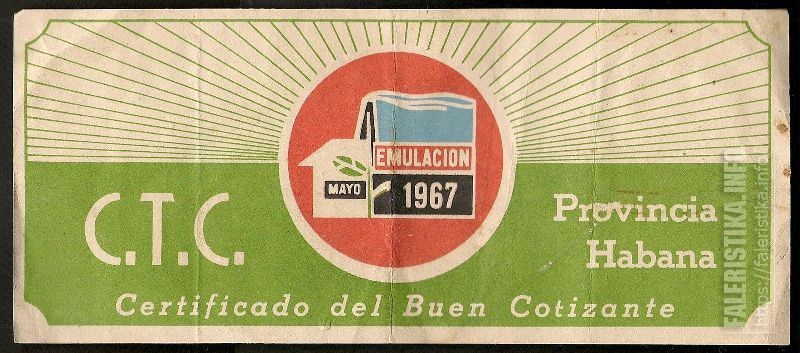 EMULACION
MAYO 1967
C.T.C.
Provincia
Habana
Certificado del Buen Cotizante
FALERISTIKA.INFO
https://faleristika.info